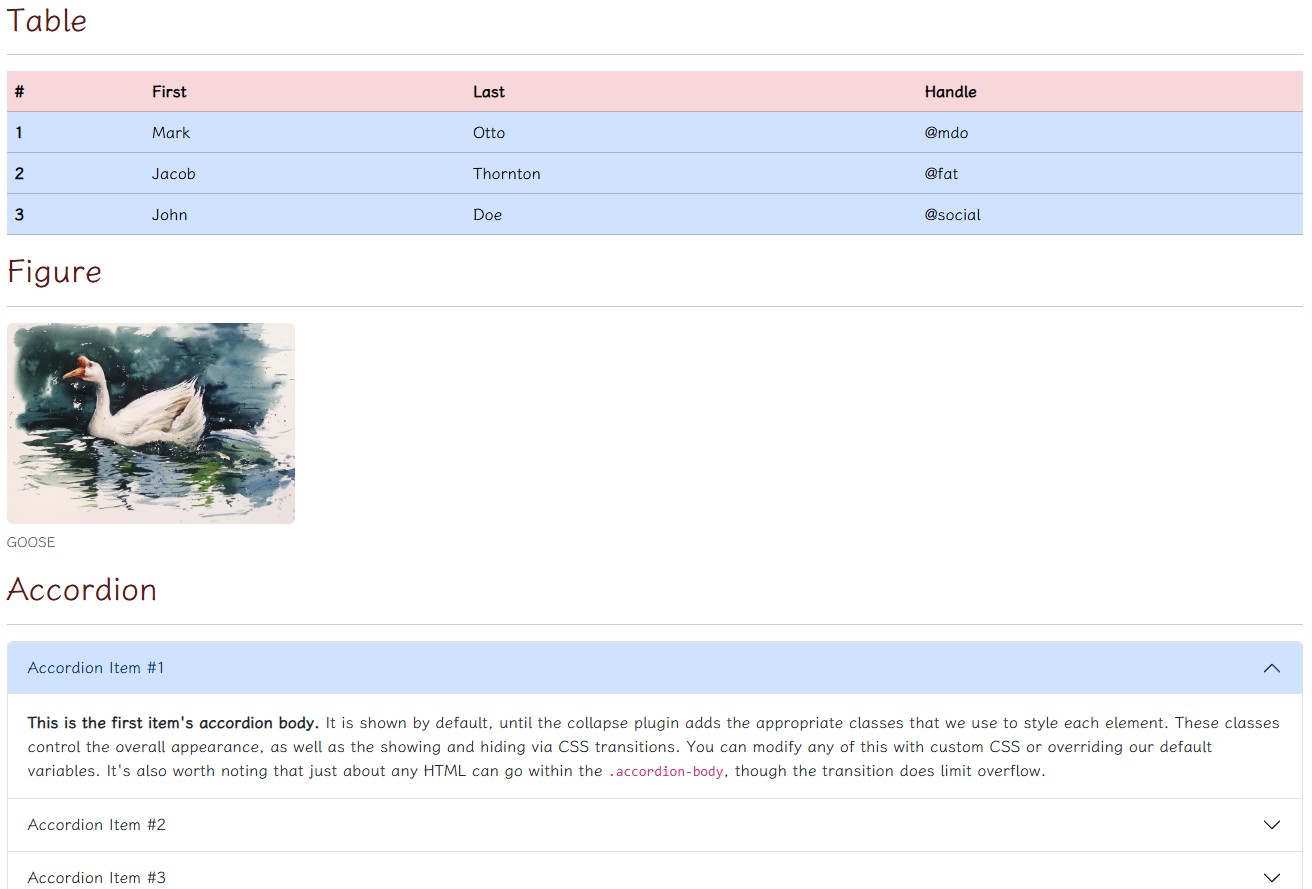 Table
# First Last Handle
1 Mark Otto @mdo
2 Jacob Thornton @fat
3 John Doe @social
Figure
GOOSE
Accordion
Accordion Item #1
This is the first item's accordion body. It is shown by default, until the collapse plugin adds the appropriate classes that we use to style each element. These classes
control the overall appearance, as well as the showing and hiding via CSS transitions. You can modify any of this with custom CSS or overriding our default
variables. It's also worth noting that just about any HTML can go within the .accordion-body, though the transition does limit overflow.
Accordion Item #2
Accordion Item #3